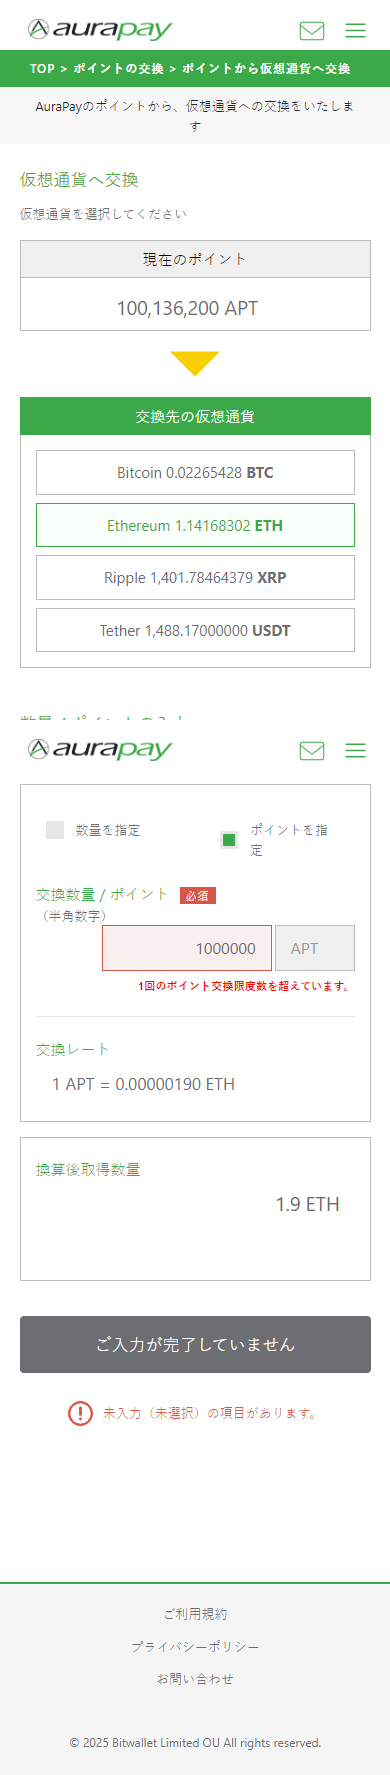 aurapay
TOP > ポイントの交換 > ポイントから仮想通貨へ交換
AuraPayのポイントから、仮想通貨への交換をいたしま
す
仮想通貨へ交換
仮想通貨を選択してください
現在のポイント
100,136,200 APT
交換先の仮想通貨
Bitcoin 0.02265428 BTC
Ethereum 1.14168302 ETH
Ripple 1,401.78464379 XRP
Tether 1,488.17000000 USDT
aurapay
数量を指定
ポイントを指
定
交換数量 / ポイント 必須
（半角数字）
1000000 APT
1回のポイント交換限度数を超えています。
交換レート
1 APT = 0.00000190 ETH
換算後取得数量
1.9 ETH
ご入力が完了していません
未入力（未選択）の項目があります。
ご利用規約
プライバシーポリシー
お問い合わせ
© 2025 Bitwallet Limited OU All rights reserved.